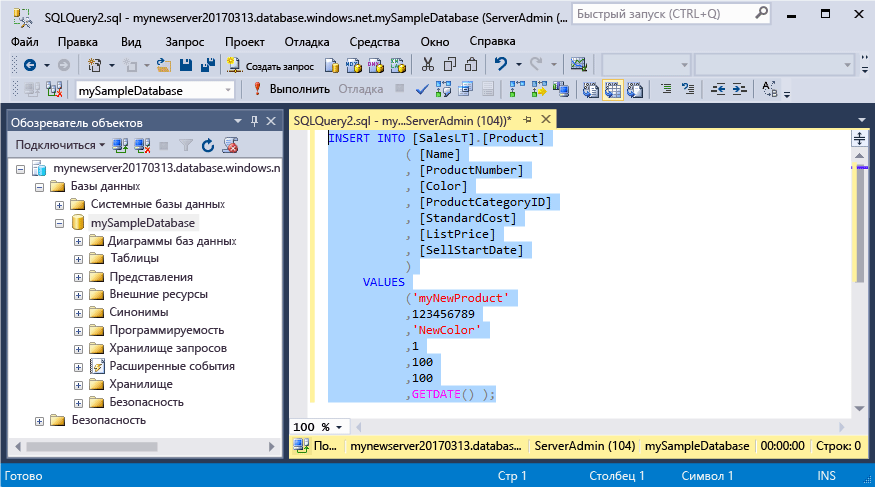 SQLQuery2.sql - mynewserver20170313.database.windows.net.mySampleDatabase (ServerAdmin (...
Быстрый запуск (CTRL+Q)
Файл Правка Вид Запрос Проект Отладка Средства Окно Справка
Создать запрос
mySampleDatabase Выполнить Отладка
Обозреватель объектов
Подключиться
mynewserver20170313.database.windows.n
Базы данных
Системные базы данных
mySampleDatabase
Диаграммы баз данных
Таблицы
Представления
Внешние ресурсы
Синонимы
Программируемость
Хранилище запросов
Расширенные события
Хранилище
Безопасность
Безопасность
SQLQuery2.sql - my...ServerAdmin (104))*
INSERT INTO [SalesLT].[Product]
( [Name]
, [ProductNumber]
, [Color]
, [ProductCategoryID]
, [StandardCost]
, [ListPrice]
, [SellStartDate]
)
VALUES
('myNewProduct'
,123456789
,'NewColor'
,1
,100
,100
,GETDATE() );
100 %
По... mynewserver20170313.databas... ServerAdmin (104) mySampleDatabase 00:00:00 Строк: 0
Готово Стр 1 Столбец 1 Символ 1 INS